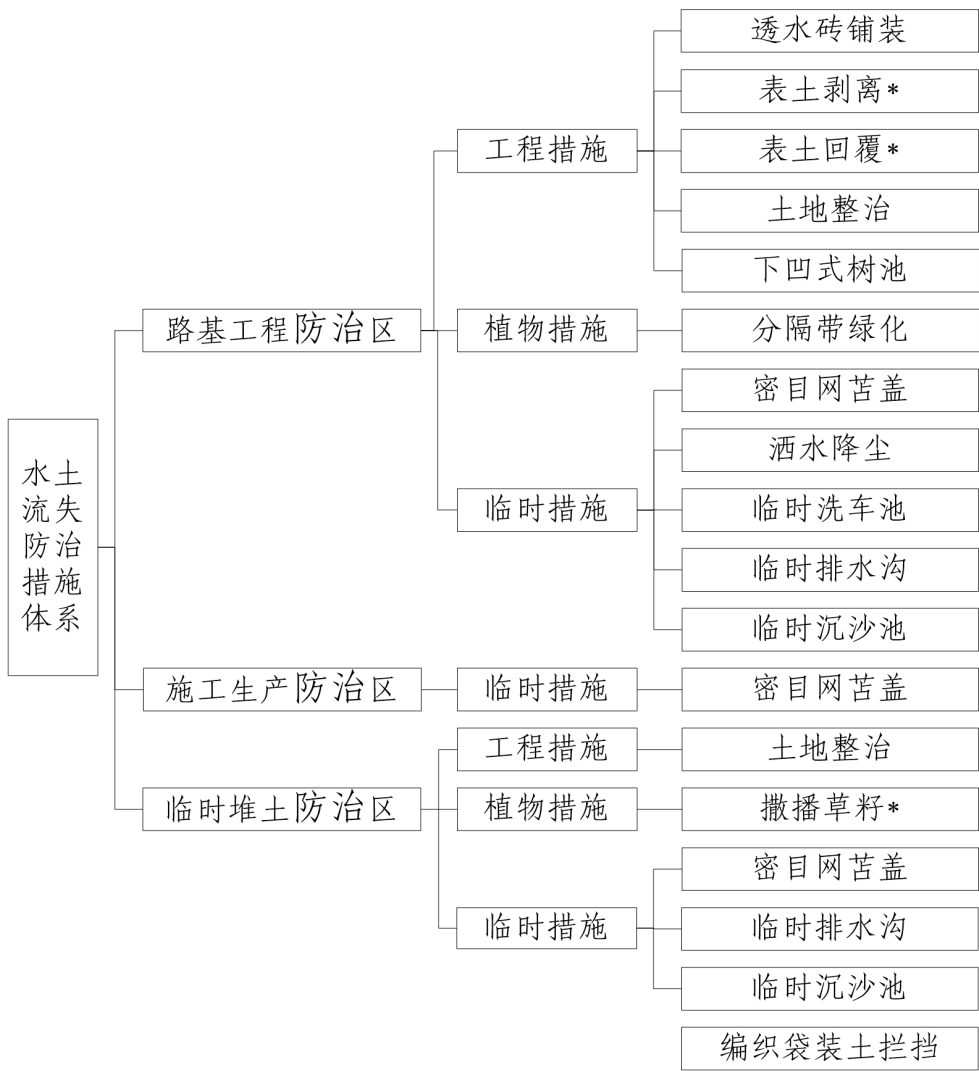 水土
流失
防治
措施
体系
路基工程防治区
工程措施
透水砖铺装
表土剥离*
表土回覆*
土地整治
下凹式树池
植物措施
分隔带绿化
临时措施
密目网苫盖
洒水降尘
临时洗车池
临时排水沟
临时沉沙池
施工生产防治区
临时措施
密目网苫盖
临时堆土防治区
工程措施
土地整治
植物措施
撒播草籽*
临时措施
密目网苫盖
临时排水沟
临时沉沙池
编织袋装土拦挡